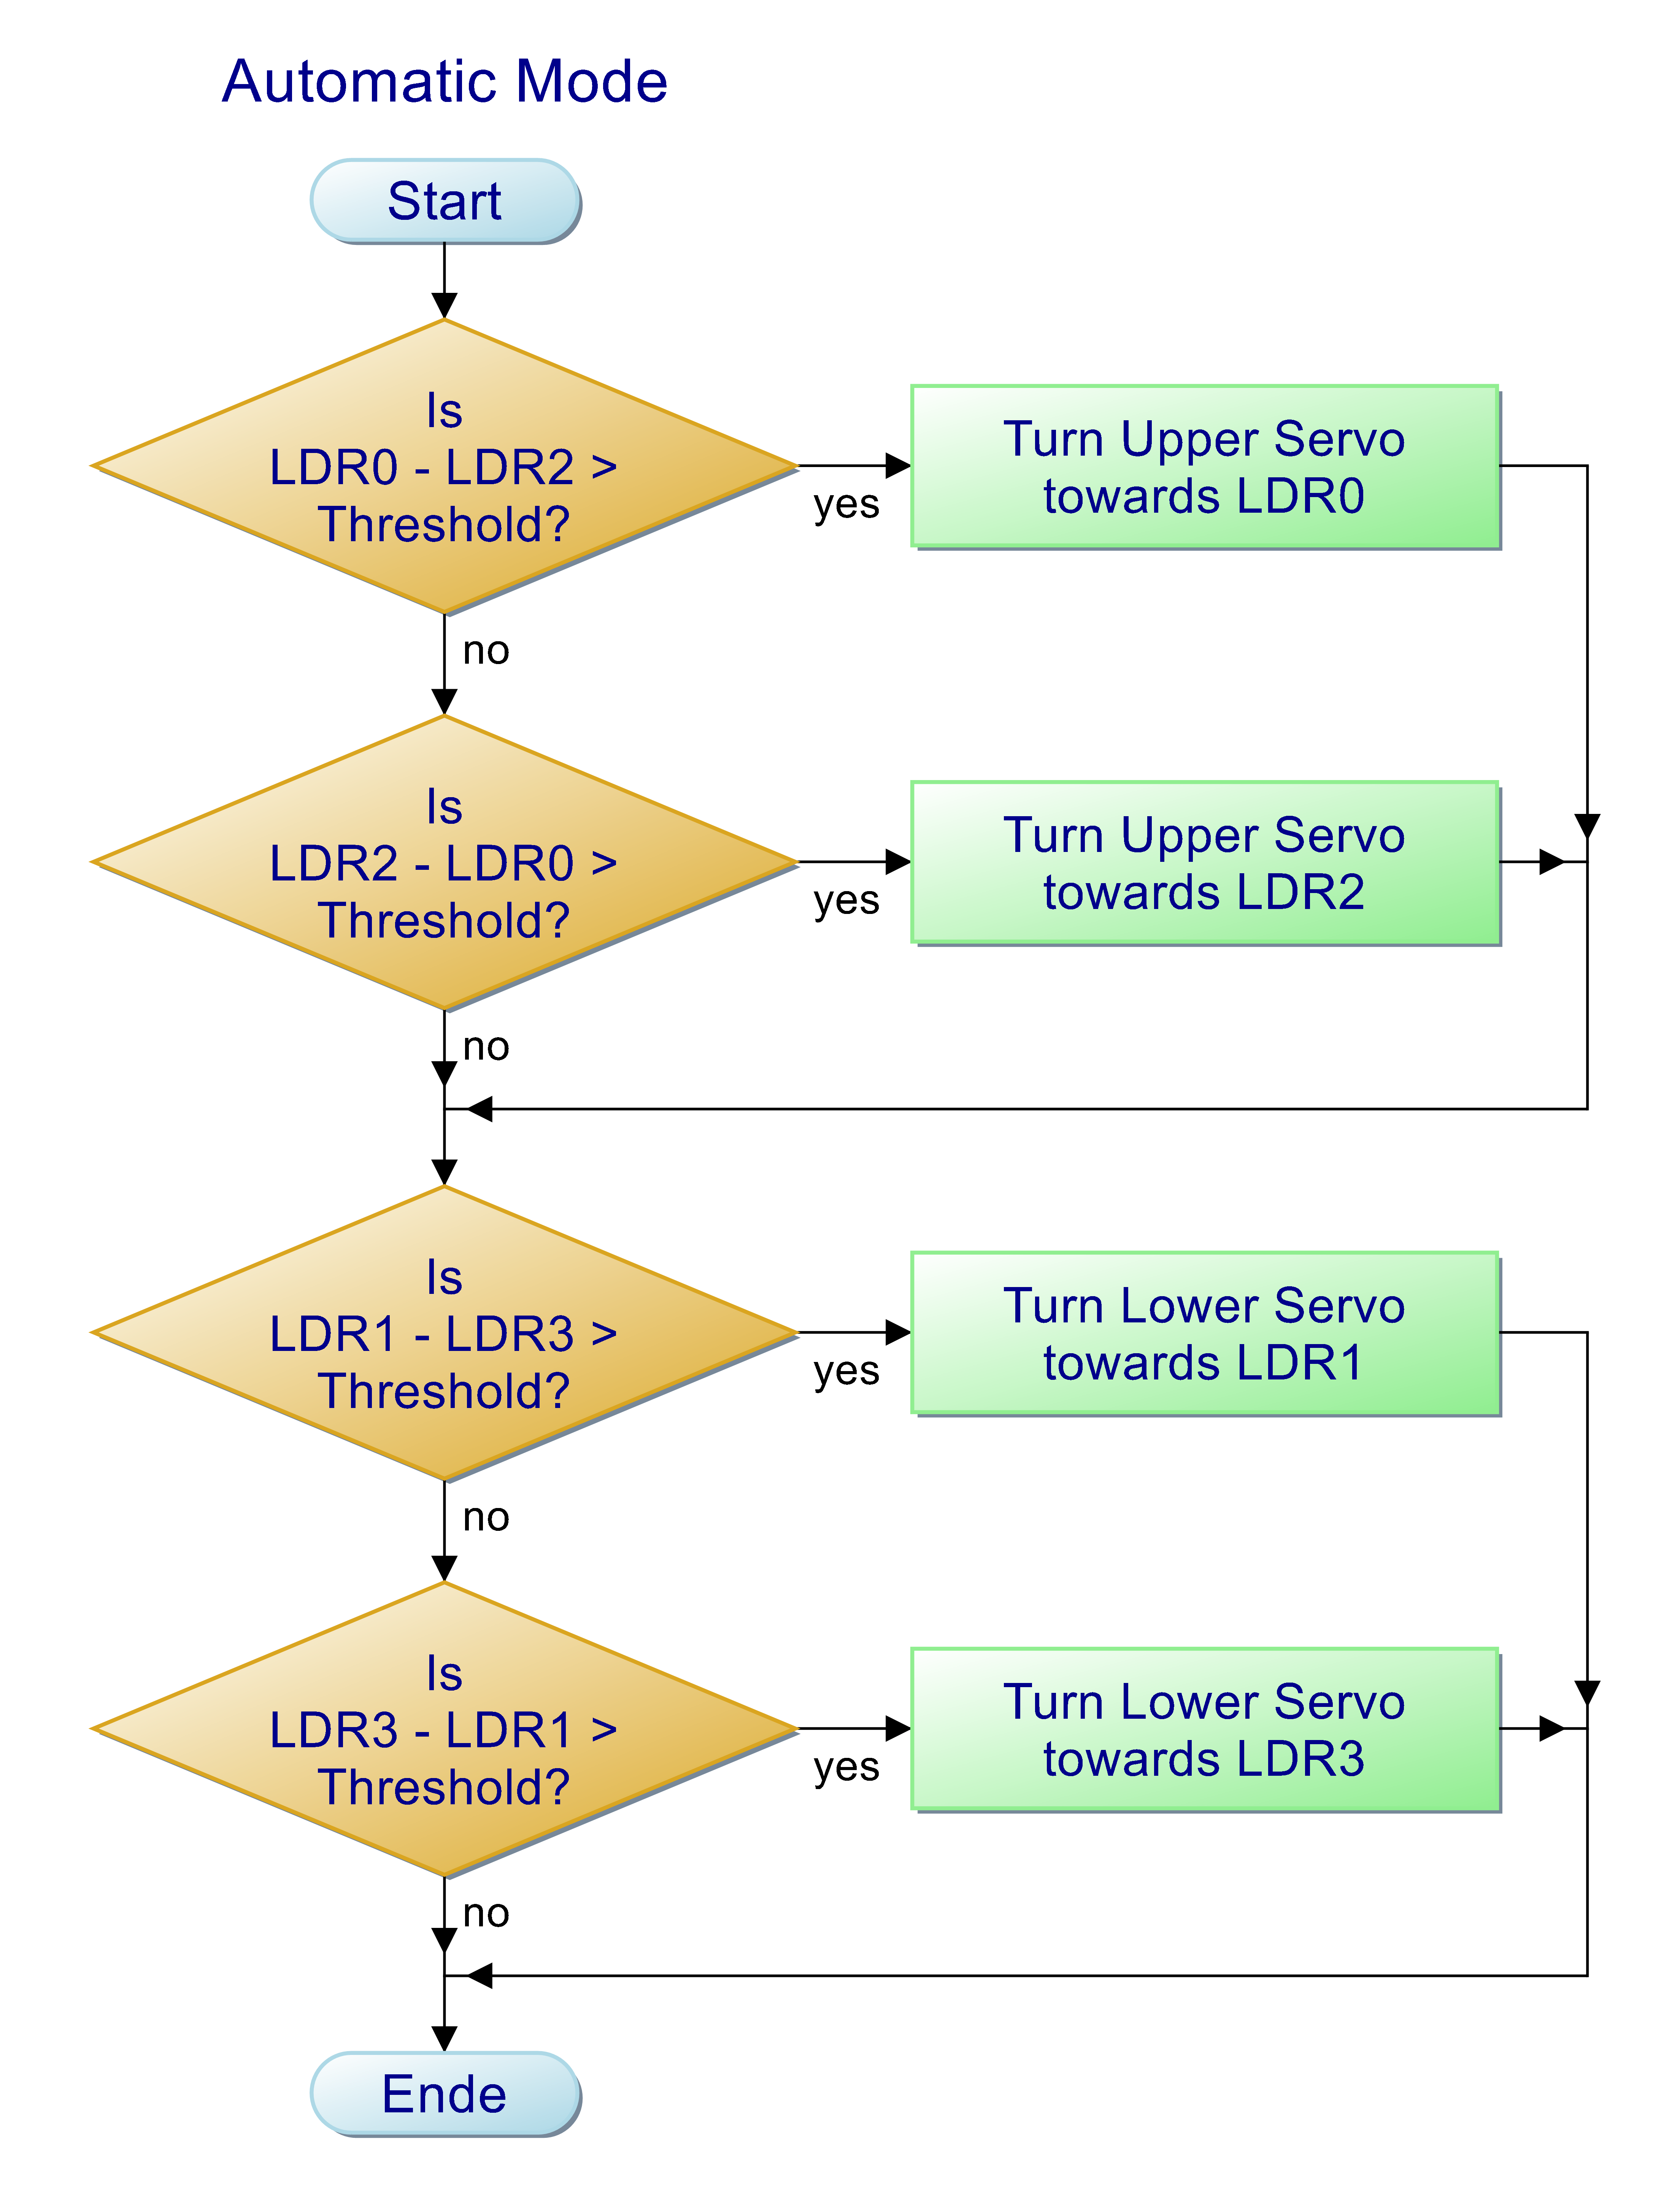 Automatic Mode
Start
Is
LDR0 - LDR2 >
Threshold?
yes
Turn Upper Servo
towards LDR0
no
Is
LDR2 - LDR0 >
Threshold?
yes
Turn Upper Servo
towards LDR2
no
Is
LDR1 - LDR3 >
Threshold?
yes
Turn Lower Servo
towards LDR1
no
Is
LDR3 - LDR1 >
Threshold?
yes
Turn Lower Servo
towards LDR3
no
Ende